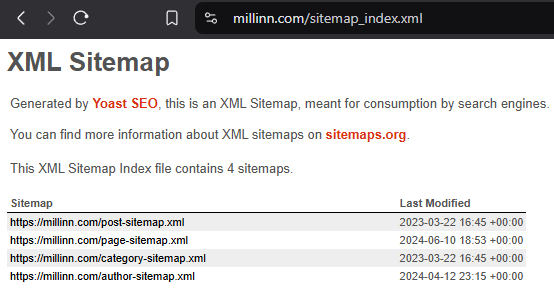 millinn.com/sitemap_index.xml
XML Sitemap
Generated by Yoast SEO, this is an XML Sitemap, meant for consumption by search engines.
You can find more information about XML sitemaps on sitemaps.org.
This XML Sitemap Index file contains 4 sitemaps.
Sitemap Last Modified
https://millinn.com/post-sitemap.xml 2023-03-22 16:45 +00:00
https://millinn.com/page-sitemap.xml 2024-06-10 18:53 +00:00
https://millinn.com/category-sitemap.xml 2023-03-22 16:45 +00:00
https://millinn.com/author-sitemap.xml 2024-04-12 23:15 +00:00